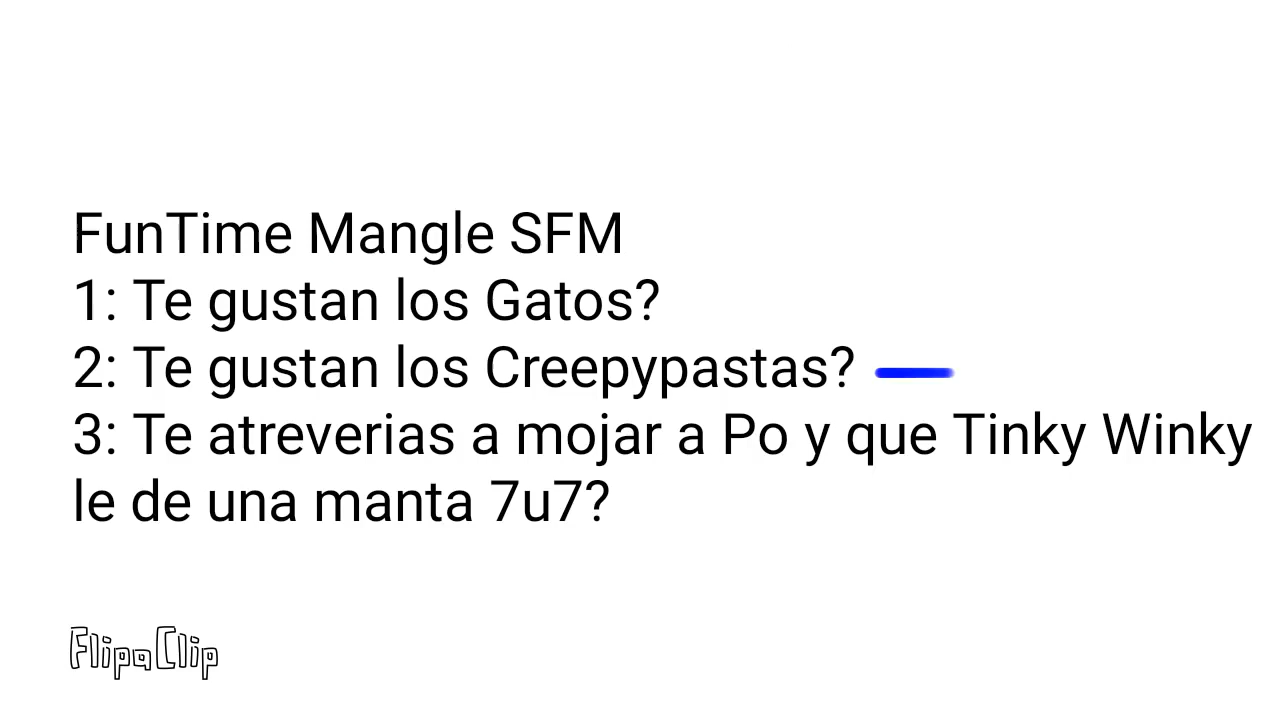 FunTime Mangle SFM
1: Te gustan los Gatos?
2: Te gustan los Creepypastas?
3: Te atreverias a mojar a Po y que Tinky Winky
le de una manta 7u7?
FlipaClip